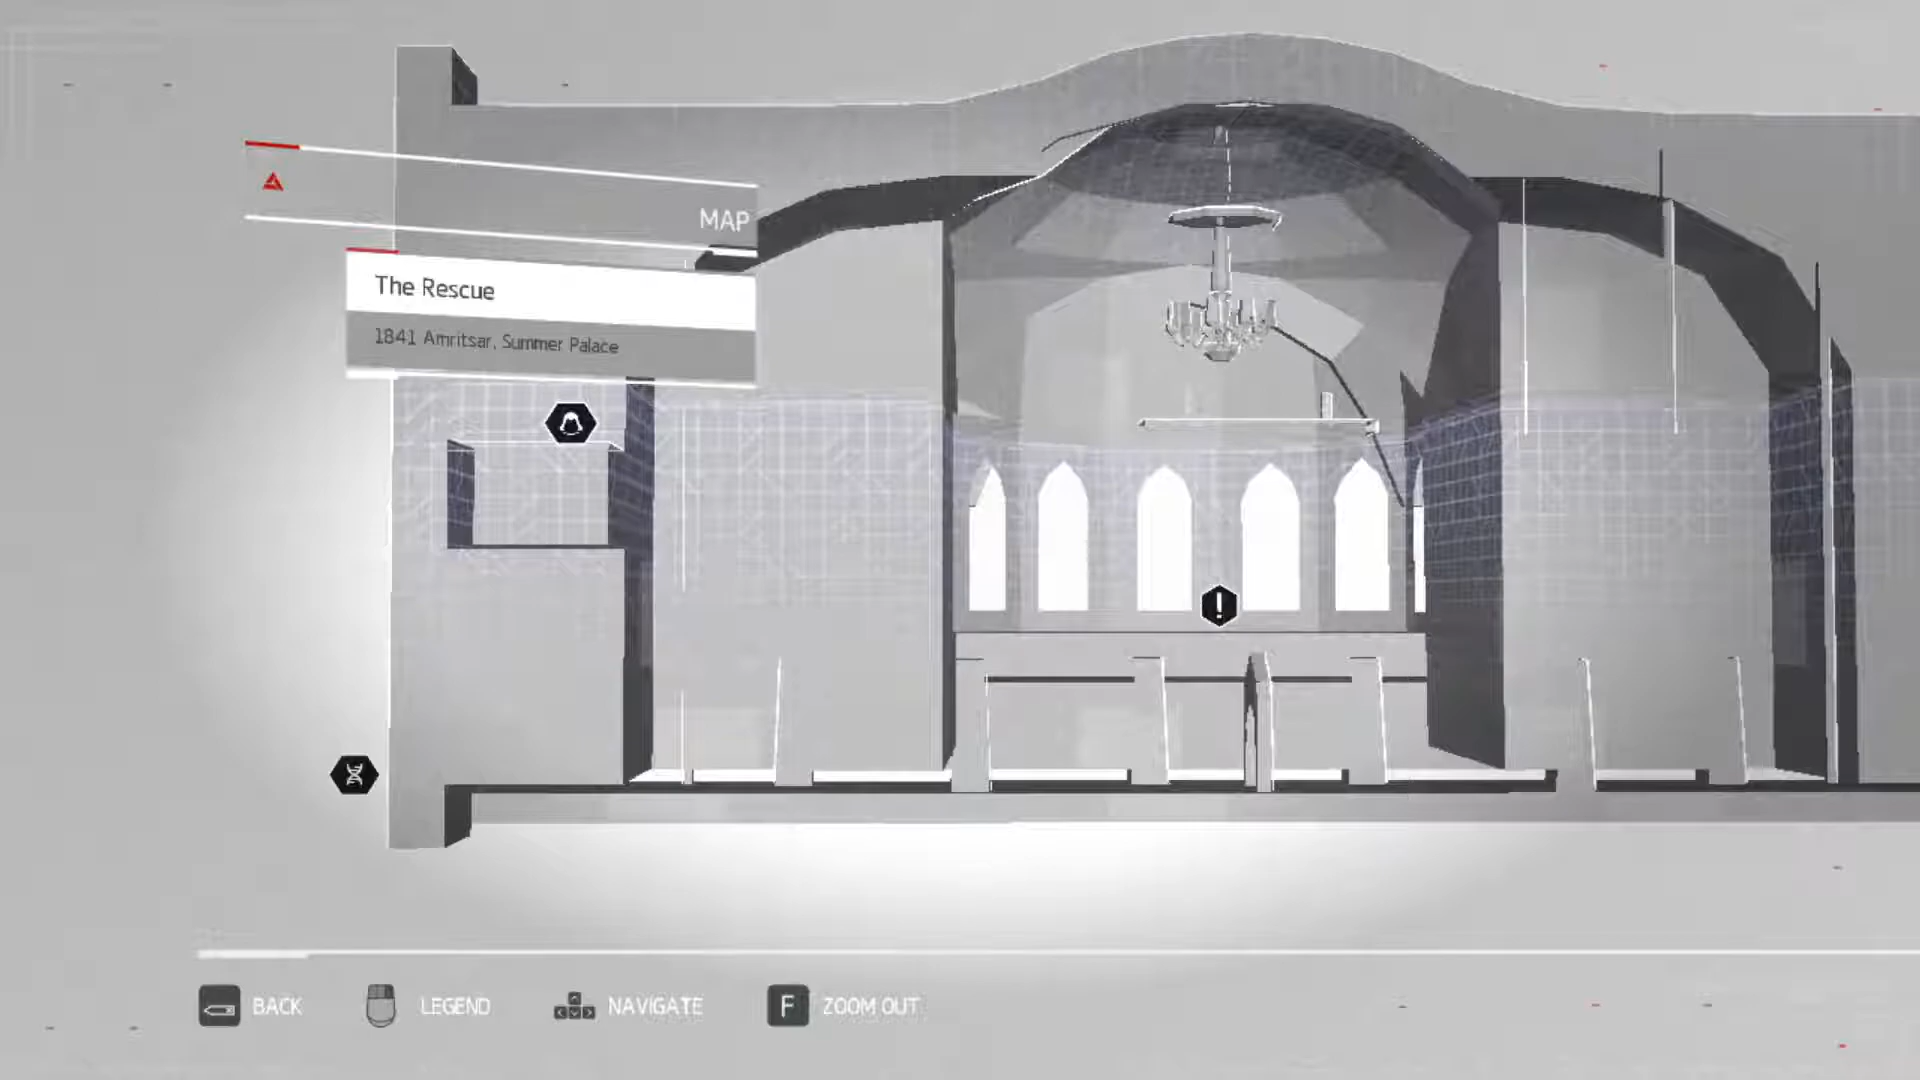 MAP
The Rescue
1841 Amritsar, Summer Palace
!
BACK
LEGEND
NAVIGATE
F ZOOM OUT